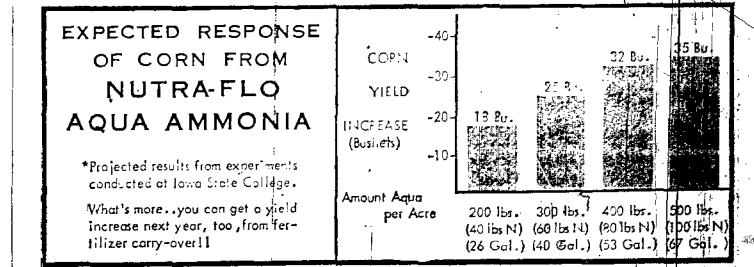 EXPECTED RESPONSE
OF CORN FROM
NUTRA-FLO
AQUA AMMONIA
*Projected results from experiments
conducted at Iowa State College.
What's more..you can get a yield
Increase next year, too, from fer-
tilizer carry-over!!
CORN
YIELD
INCREASE
(Bushels)
-40-
-30-
-20-
-10-
18 Bu.
25 Bu.
32 Bu.
35 Bu.
Amount Aqua
per Acre
200 lbs. 300 lbs. 400 lbs. 500 lbs.
(40 lbs N) (60 lbs N) (80 lbs N) (100 lbs N)
(26 Gal.) (40 Gal.) (53 Gal.) (67 Gal.)